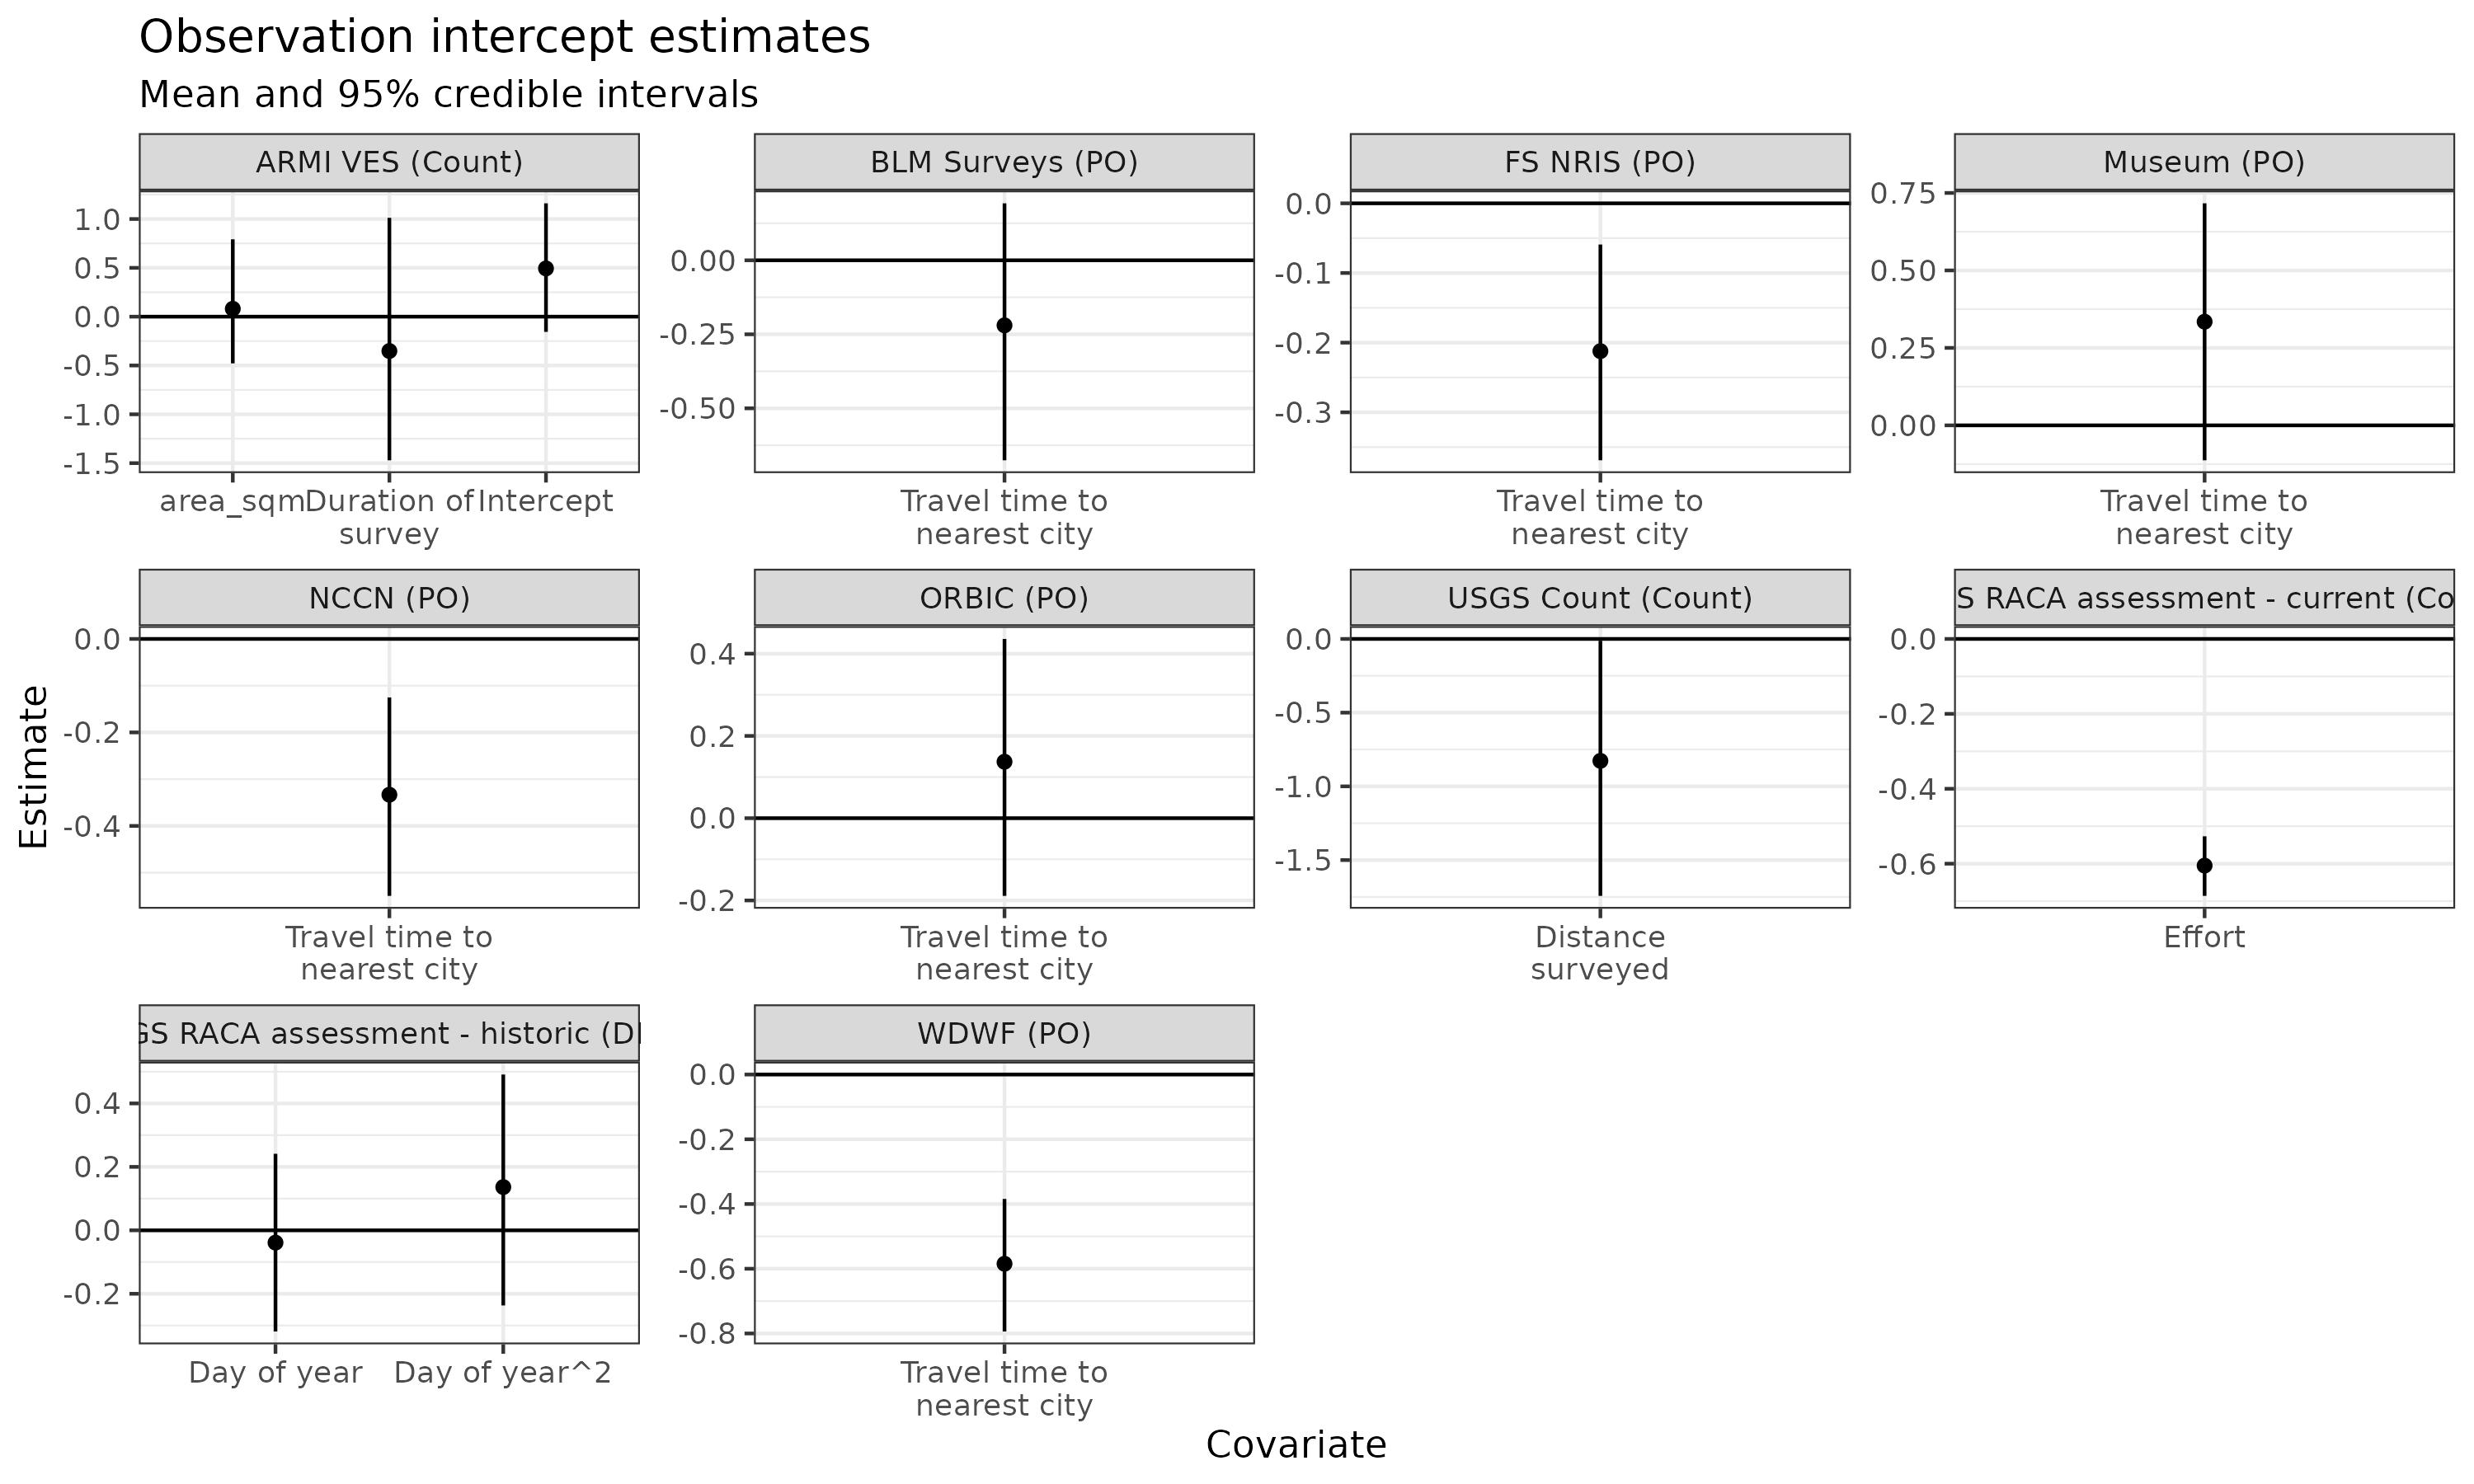 Observation intercept estimates
Mean and 95% credible intervals
ARMI VES (Count)
1.0
0.5
0.0
-0.5
-1.0
-1.5
area_sqm
Duration of
survey
Intercept
BLM Surveys (PO)
0.00
-0.25
-0.50
Travel time to
nearest city
FS NRIS (PO)
0.0
-0.1
-0.2
-0.3
Travel time to
nearest city
Museum (PO)
0.75
0.50
0.25
0.00
Travel time to
nearest city
Estimate
NCCN (PO)
0.0
-0.2
-0.4
Travel time to
nearest city
ORBIC (PO)
0.4
0.2
0.0
-0.2
Travel time to
nearest city
USGS Count (Count)
0.0
-0.5
-1.0
-1.5
Distance
surveyed
S RACA assessment - current (Co
0.0
-0.2
-0.4
-0.6
Effort
GS RACA assessment - historic (D
0.4
0.2
0.0
-0.2
Day of year
Day of year^2
WDWF (PO)
0.0
-0.2
-0.4
-0.6
-0.8
Travel time to
nearest city
Covariate